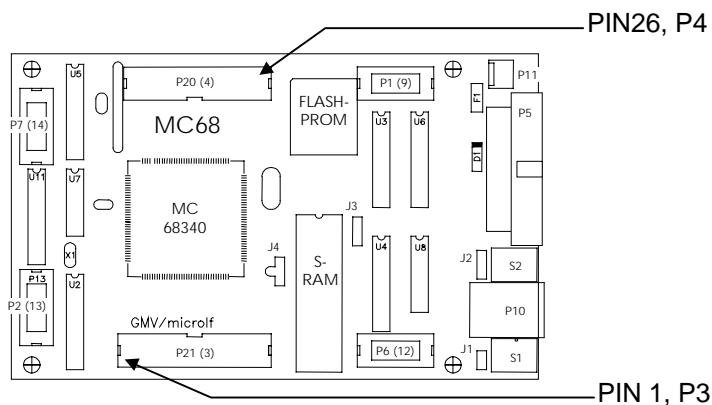 PIN26, P4
U5
P20 (4)
P1 (9)
P11
P7 (14)
FLASH-
PROM
F1
P5
MC68
U3
U6
D1
U11
U7
MC
68340
J3
X1
J4
S-
RAM
U4
U8
J2
S2
P13
U2
P2 (13)
P10
GMV/microlf
P21 (3)
P6 (12)
J1
S1
PIN 1, P3